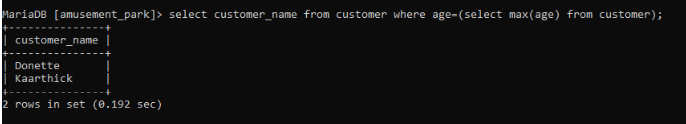 MariaDB [amusement_park]> select customer_name from customer where age=(select max(age) from customer);
+---------------+
| customer_name |
+---------------+
| Donette       |
| Kaarthick     |
+---------------+
2 rows in set (0.192 sec)